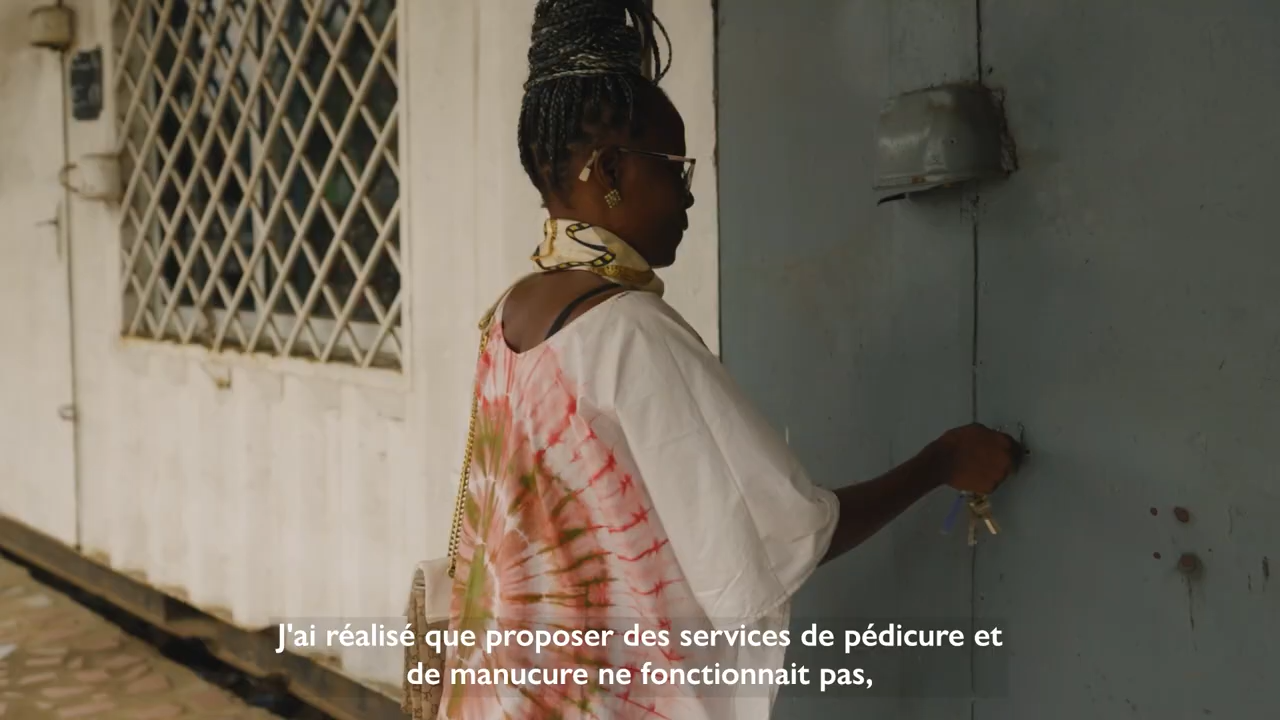 J'ai réalisé que proposer des services de pédicure et
de manucure ne fonctionnait pas,